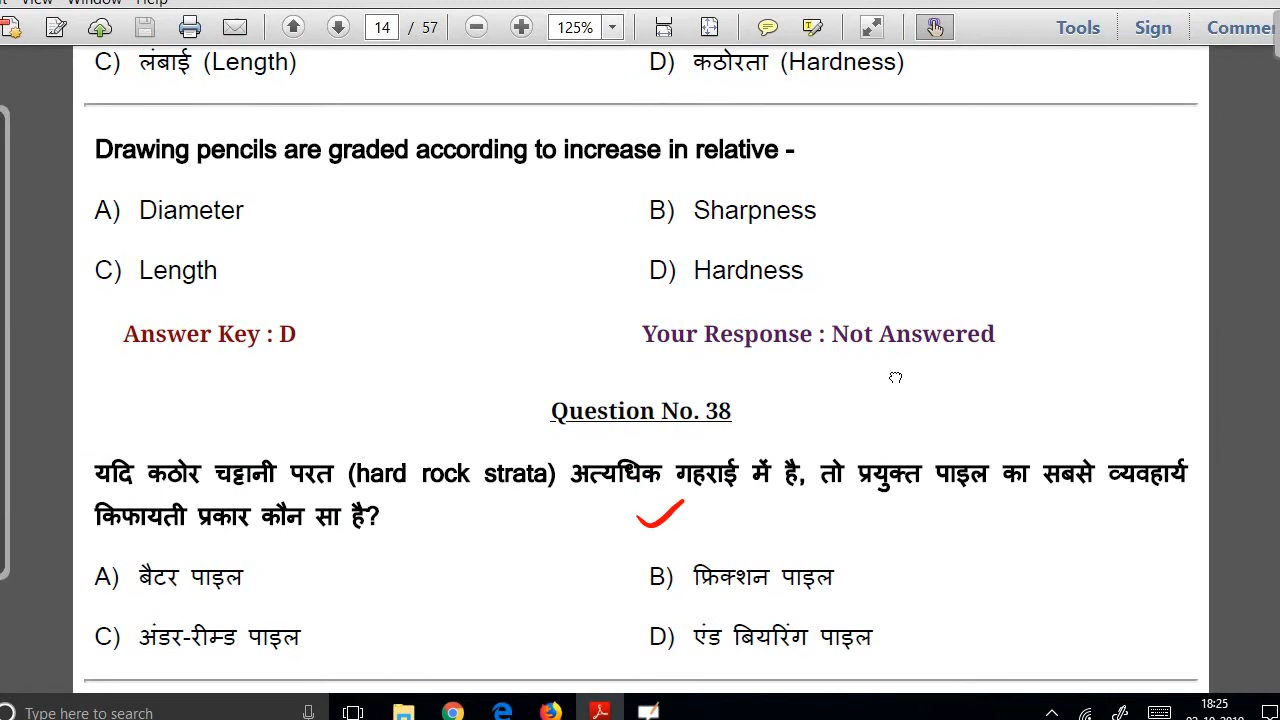 View Window Help
14 / 57
125%
Tools Sign
C) लंबाई (Length) D) कठोरता (Hardness)
Drawing pencils are graded according to increase in relative -
A) Diameter B) Sharpness
C) Length D) Hardness
Answer Key : D Your Response : Not Answered
Question No. 38
यदि कठोर चट्टानी परत (hard rock strata) अत्यधिक गहराई में है, तो प्रयुक्त पाइल का सबसे व्यवहार्य
किफायती प्रकार कौन सा है?
A) बैटर पाइल B) फ्रिक्शन पाइल
C) अंडर-रीम्ड पाइल D) एंड बियरिंग पाइल
Type here to search
18:25